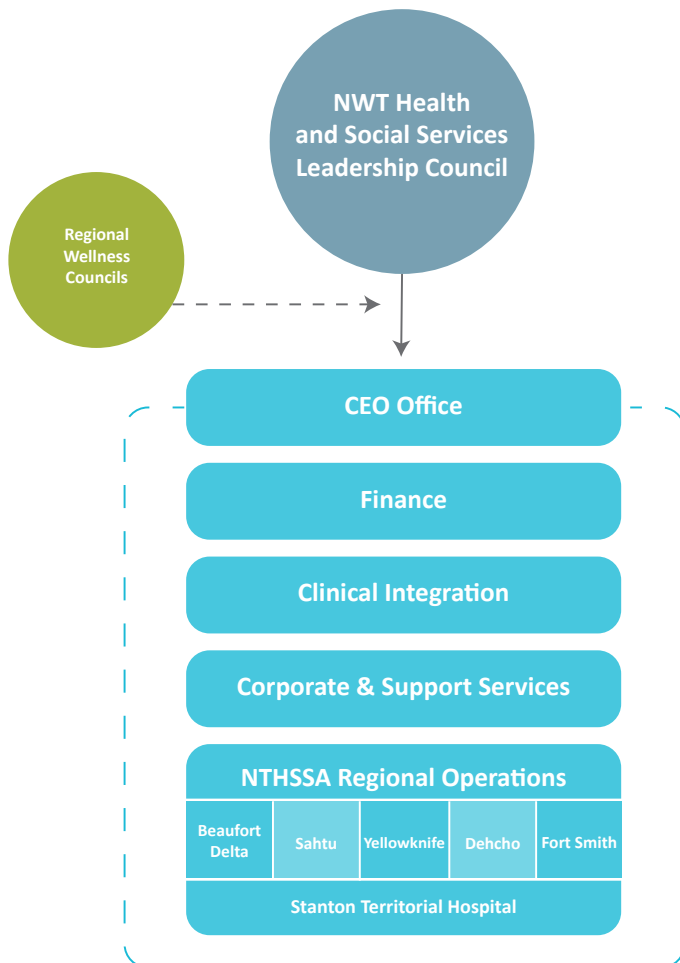 NWT Health
and Social Services
Leadership Council
Regional
Wellness
Councils
CEO Office
Finance
Clinical Integration
Corporate & Support Services
NTHSSA Regional Operations
Beaufort
Delta
Sahtu
Yellowknife
Dehcho
Fort Smith
Stanton Territorial Hospital